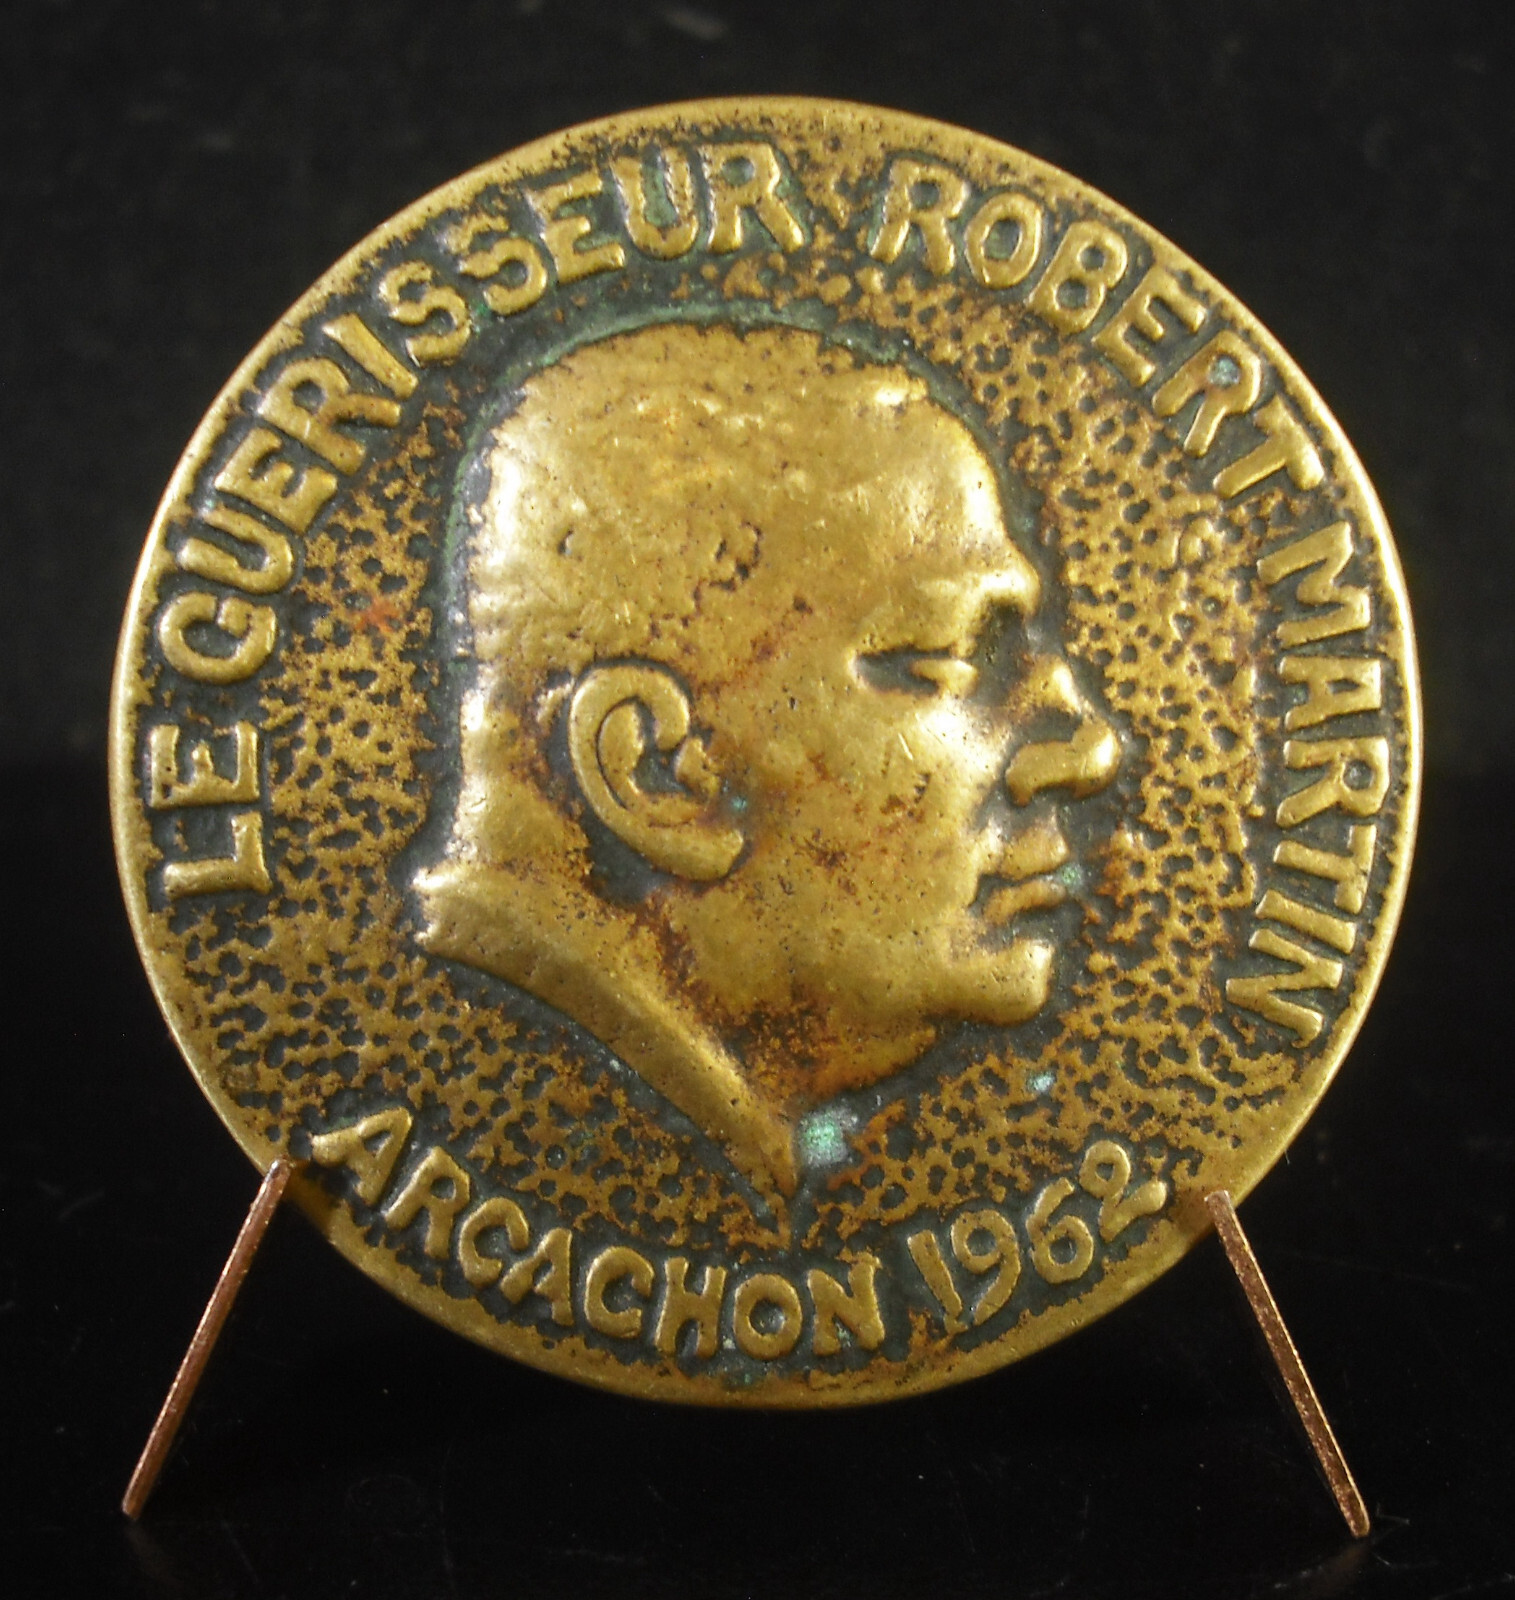 LE GUERISSEUR ROBERT MARTIN
ARCACHON 1962